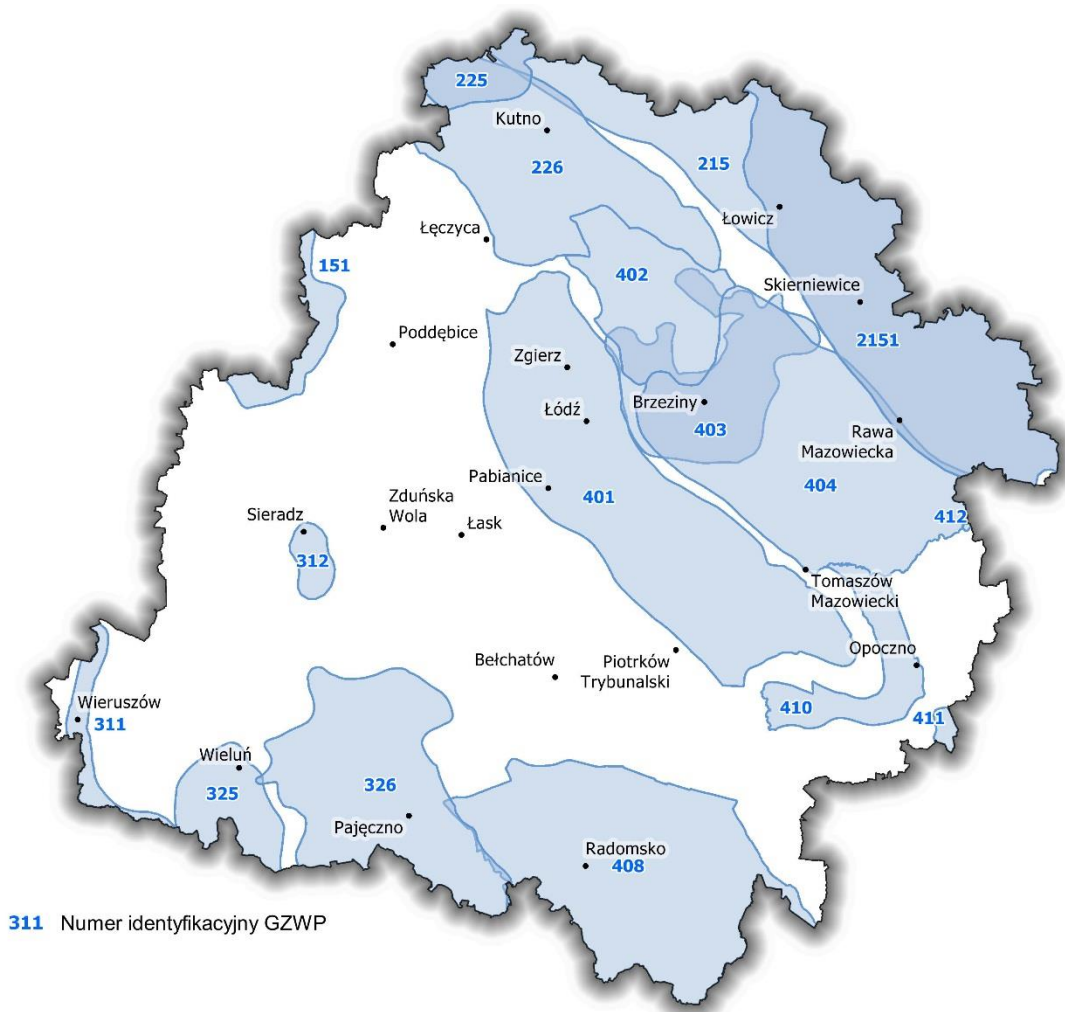 225
Kutno
226
215
Łowicz
Łęczyca
151
402
Skierniewice
Poddębice
2151
Zgierz
Brzeziny
Łódź
403
Rawa
Mazowiecka
Pabianice
401
404
Zduńska
Wola
Sieradz
Łask
412
312
Tomaszów
Mazowiecki
Opoczno
Bełchatów
Piotrków
Trybunalski
410
411
Wieruszów
311
Wieluń
325
326
Pajęczno
Radomsko
408
311 Numer identyfikacyjny GZWP